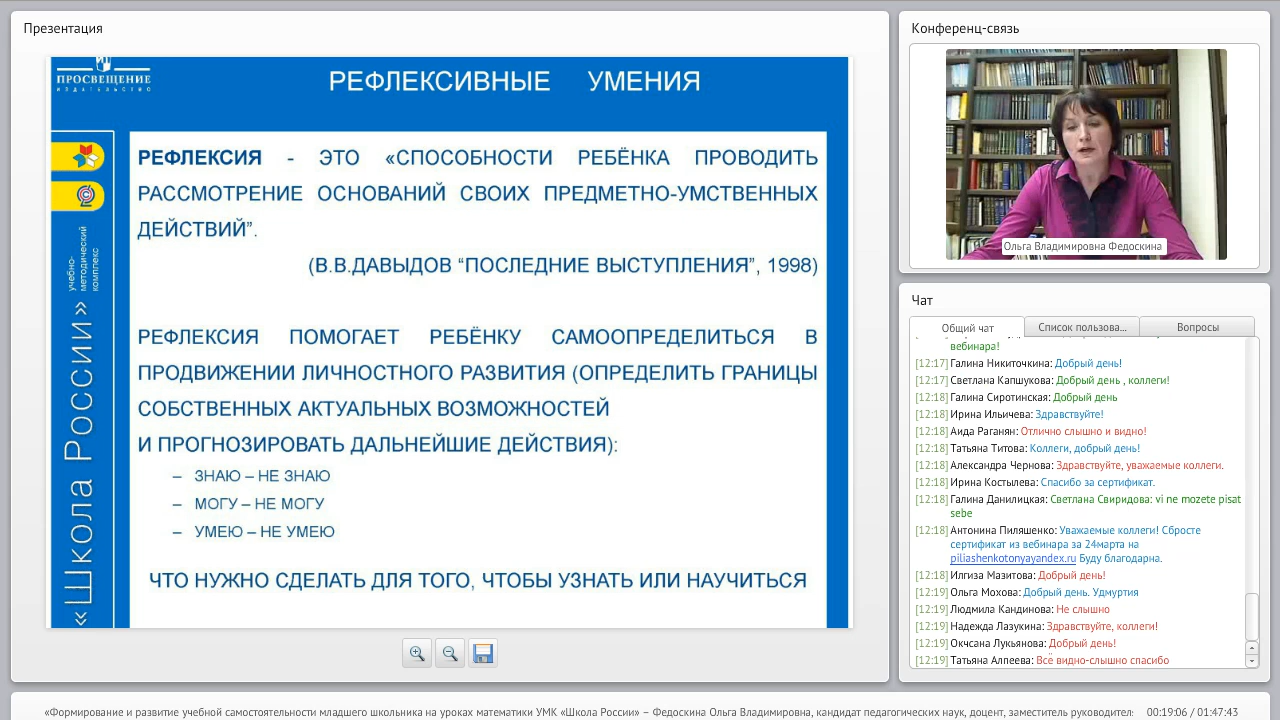 Презентация
ПРОСВЕЩЕНИЕ
ИЗДАТЕЛЬСТВО
РЕФЛЕКСИВНЫЕ УМЕНИЯ
РЕФЛЕКСИЯ - ЭТО «СПОСОБНОСТИ РЕБЁНКА ПРОВОДИТЬ
РАССМОТРЕНИЕ ОСНОВАНИЙ СВОИХ ПРЕДМЕТНО-УМСТВЕННЫХ
ДЕЙСТВИЙ”.
(В.В.ДАВЫДОВ “ПОСЛЕДНИЕ ВЫСТУПЛЕНИЯ”, 1998)
РЕФЛЕКСИЯ ПОМОГАЕТ РЕБЁНКУ САМООПРЕДЕЛИТЬСЯ В
ПРОДВИЖЕНИИ ЛИЧНОСТНОГО РАЗВИТИЯ (ОПРЕДЕЛИТЬ ГРАНИЦЫ
СОБСТВЕННЫХ АКТУАЛЬНЫХ ВОЗМОЖНОСТЕЙ
И ПРОГНОЗИРОВАТЬ ДАЛЬНЕЙШИЕ ДЕЙСТВИЯ):
– ЗНАЮ – НЕ ЗНАЮ
– МОГУ – НЕ МОГУ
– УМЕЮ – НЕ УМЕЮ
ЧТО НУЖНО СДЕЛАТЬ ДЛЯ ТОГО, ЧТОБЫ УЗНАТЬ ИЛИ НАУЧИТЬСЯ
«Школа России»
учебно-
методический
комплекс
Конференц-связь
Ольга Владимировна Федоскина
Чат
Общий чат
Список пользова...
Вопросы
вебинара!
[12:17] Галина Никиточкина: Добрый день!
[12:17] Светлана Капшукова: Добрый день , коллеги!
[12:18] Галина Сиротинская: Добрый день
[12:18] Ирина Ильичева: Здравствуйте!
[12:18] Аида Раганян: Отлично слышно и видно!
[12:18] Татьяна Титова: Коллеги, добрый день!
[12:18] Александра Чернова: Здравствуйте, уважаемые коллеги.
[12:18] Ирина Костылева: Спасибо за сертификат.
[12:18] Галина Данилицкая: Светлана Свиридова: vi ne mozete pisat
sebe
[12:18] Антонина Пиляшенко: Уважаемые коллеги! Сбросте
сертификат из вебинара за 24марта на
piliashenkotonyayandex.ru Буду благодарна.
[12:18] Илгиза Мазитова: Добрый день!
[12:19] Ольга Мохова: Добрый день. Удмуртия
[12:19] Людмила Кандинова: Не слышно
[12:19] Надежда Лазукина: Здравствуйте, коллеги!
[12:19] Окчсана Лукьянова: Добрый день!
[12:19] Татьяна Алпеева: Всё видно-слышно спасибо
«Формирование и развитие учебной самостоятельности младшего школьника на уроках математики УМК «Школа России» – Федоскина Ольга Владимировна, кандидат педагогических наук, доцент, заместитель руководител
00:19:06 / 01:47:43